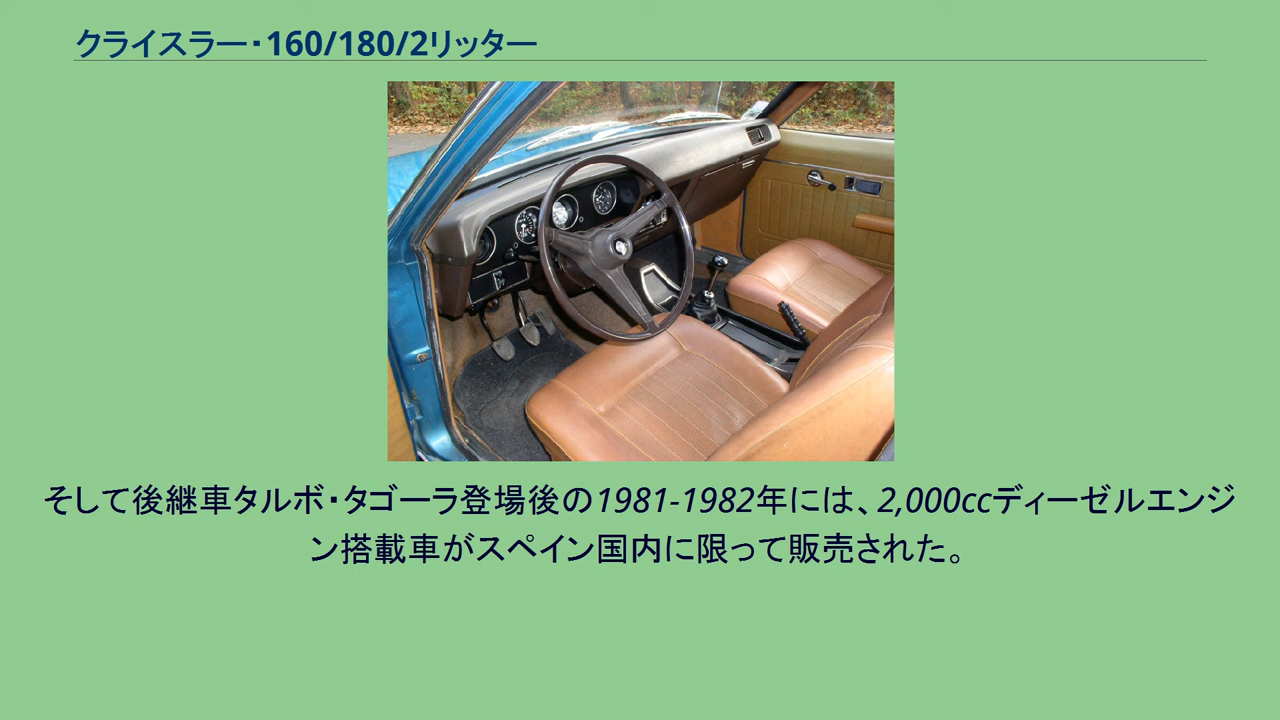 クライスラー・160/180/2リッター
そして後継車タルボ・タゴーラ登場後の1981-1982年には、2,000ccディーゼルエンジ
ン搭載車がスペイン国内に限って販売された。